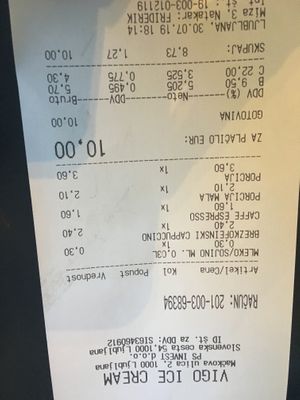 VIGO ICE CREAM
Mačkova ulica 1000 Ljubljana
PS INVEST d.o.o.
Slovenska cesta 54,1000 Ljubljana
ID št. za DDV: SI63460912
RAČUN: 201-003-68394
Artikel/Cena Kol Popust Vrednost
MLEKO/SOJINO ML. 0,03L
0,30 1x 0,30
BREZKOFEINSKI CAPPUCCINO
2,40 1x 2,40
CAFFE ESPRESSO
1,60 1x 1,60
PORCIJA MALA
2,10 1x 2,10
PORCIJA
3,60 1x 3,60
ZA PLAČILO EUR: 10,00
GOTOVINA 10,00
DDV (%) Neto DDV Bruto
B 9,50 5,205 0,495 5,70
C 22,00 3,525 0,775 4,30
SKUPAJ: 8,73 1,27 10,00
LJUBLJANA, 30.07.19 18:14
Miza 3, Natakar: FRIDERIK
Int. 19: 003-012119